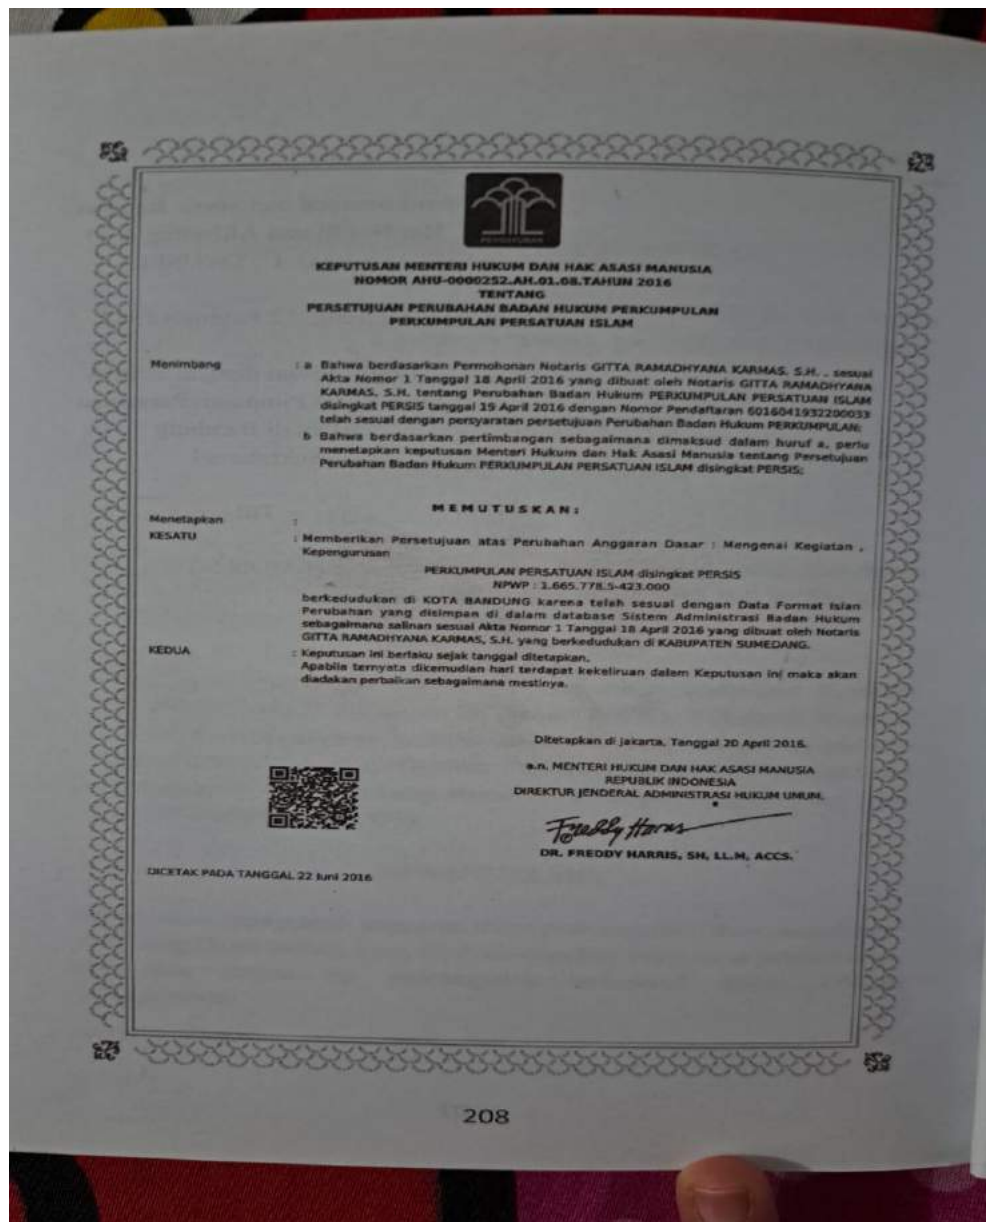 PENGAYOMAN
KEPUTUSAN MENTERI HUKUM DAN HAK ASASI MANUSIA
NOMOR AHU-0000252.AH.01.08.TAHUN 2016
TENTANG
PERSETUJUAN PERUBAHAN BADAN HUKUM PERKUMPULAN
PERKUMPULAN PERSATUAN ISLAM
Menimbang : a Bahwa berdasarkan Permohonan Notaris GITTA RAMADHYANA KARMAS, S.H. , sesuai
Akta Nomor 1 Tanggal 18 April 2016 yang dibuat oleh Notaris GITTA RAMADHYANA
KARMAS, S.H. tentang Perubahan Badan Hukum PERKUMPULAN PERSATUAN ISLAM
disingkat PERSIS tanggal 19 April 2016 dengan Nomor Pendaftaran 6016041932200033
telah sesuai dengan persyaratan persetujuan Perubahan Badan Hukum PERKUMPULAN;
b Bahwa berdasarkan pertimbangan sebagaimana dimaksud dalam huruf a, perlu
menetapkan keputusan Menteri Hukum dan Hak Asasi Manusia tentang Persetujuan
Perubahan Badan Hukum PERKUMPULAN PERSATUAN ISLAM disingkat PERSIS;
MEMUTUSKAN:
Menetapkan :
KESATU : Memberikan Persetujuan atas Perubahan Anggaran Dasar : Mengenai Kegiatan ,
Kepengurusan
PERKUMPULAN PERSATUAN ISLAM disingkat PERSIS
NPWP : 1.665.778.5-423.000
berkedudukan di KOTA BANDUNG karena telah sesuai dengan Data Format Isian
Perubahan yang disimpan di dalam database Sistem Administrasi Badan Hukum
sebagaimana salinan sesuai Akta Nomor 1 Tanggal 18 April 2016 yang dibuat oleh Notaris
GITTA RAMADHYANA KARMAS, S.H. yang berkedudukan di KABUPATEN SUMEDANG.
KEDUA : Keputusan ini berlaku sejak tanggal ditetapkan.
Apabila ternyata dikemudian hari terdapat kekeliruan dalam Keputusan ini maka akan
diadakan perbaikan sebagaimana mestinya.
Ditetapkan di Jakarta, Tanggal 20 April 2016.
a.n. MENTERI HUKUM DAN HAK ASASI MANUSIA
REPUBLIK INDONESIA
DIREKTUR JENDERAL ADMINISTRASI HUKUM UMUM,
Freddy Harris
DR. FREDDY HARRIS, SH, LL.M, ACCS.
DICETAK PADA TANGGAL 22 Juni 2016
208